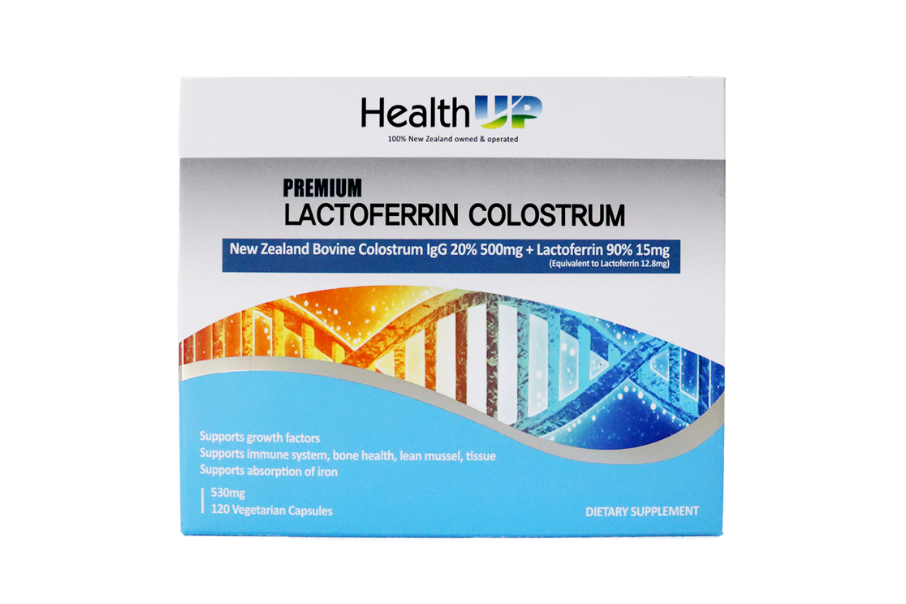 HealthUP
100% New Zealand owned & operated
PREMIUM
LACTOFERRIN COLOSTRUM
New Zealand Bovine Colostrum IgG 20% 500mg + Lactoferrin 90% 15mg
(Equivalent to Lactoferrin 12.8mg)
Supports growth factors
Supports immune system, bone health, lean mussel, tissue
Supports absorption of iron
530mg
120 Vegetarian Capsules
DIETARY SUPPLEMENT